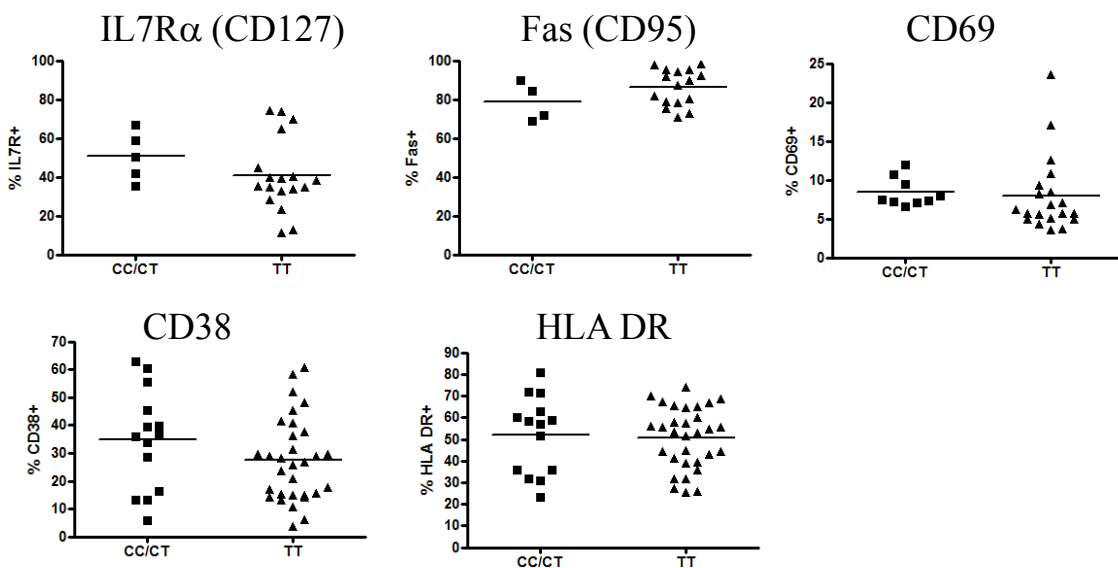 IL7Rα (CD127)
100
80
60
40
20
0
% IL7R+
CC/CT TT
Fas (CD95)
100
80
60
40
20
0
% Fas+
CC/CT TT
CD69
25
20
15
10
5
0
% CD69+
CC/CT TT
CD38
70
60
50
40
30
20
10
0
% CD38+
CC/CT TT
HLA DR
90
80
70
60
50
40
30
20
10
0
% HLA DR+
CC/CT TT